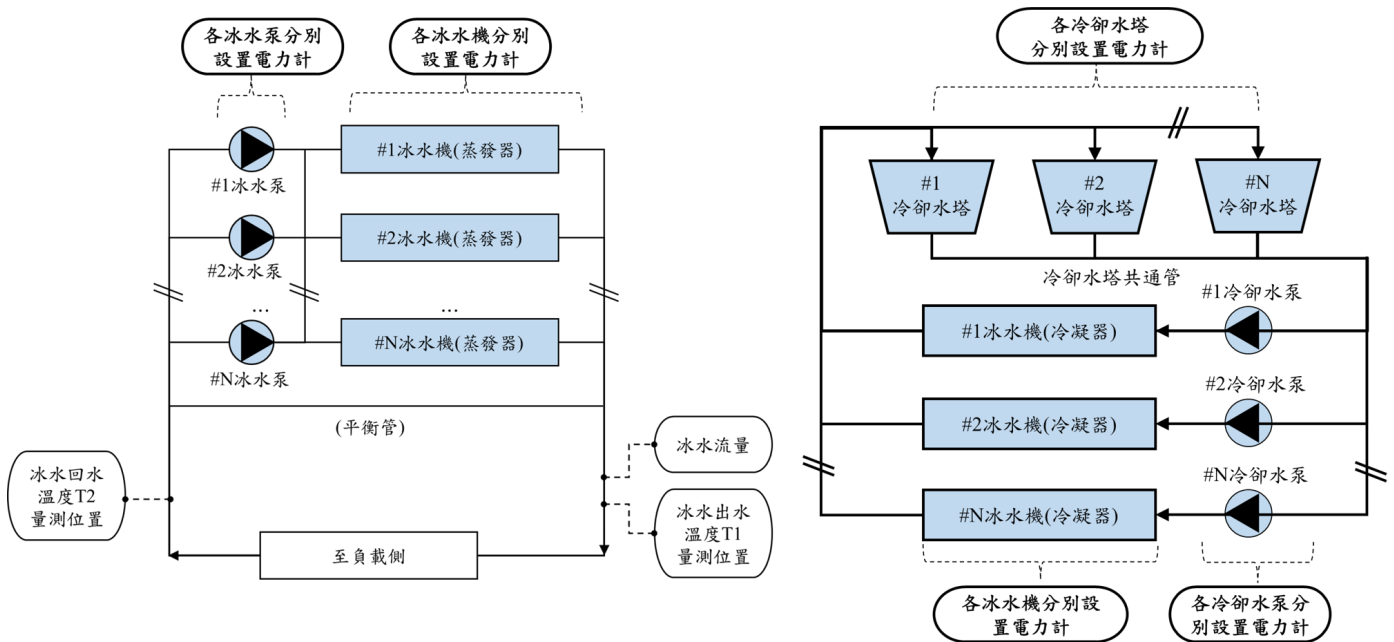 各冰水泵分別
設置電力計
各冰水機分別
設置電力計
#1冰水機(蒸發器)
#1冰水泵
#2冰水機(蒸發器)
#2冰水泵
...
...
#N冰水機(蒸發器)
#N冰水泵
(平衡管)
冰水流量
冰水回水
溫度T2
量測位置
冰水出水
溫度T1
量測位置
至負載側
各冷卻水塔
分別設置電力計
#1
冷卻水塔
#2
冷卻水塔
#N
冷卻水塔
冷卻水塔共通管
#1冷卻水泵
#1冰水機(冷凝器)
#2冷卻水泵
#2冰水機(冷凝器)
#N冷卻水泵
#N冰水機(冷凝器)
各冰水機分別設
置電力計
各冷卻水泵分
別設置電力計